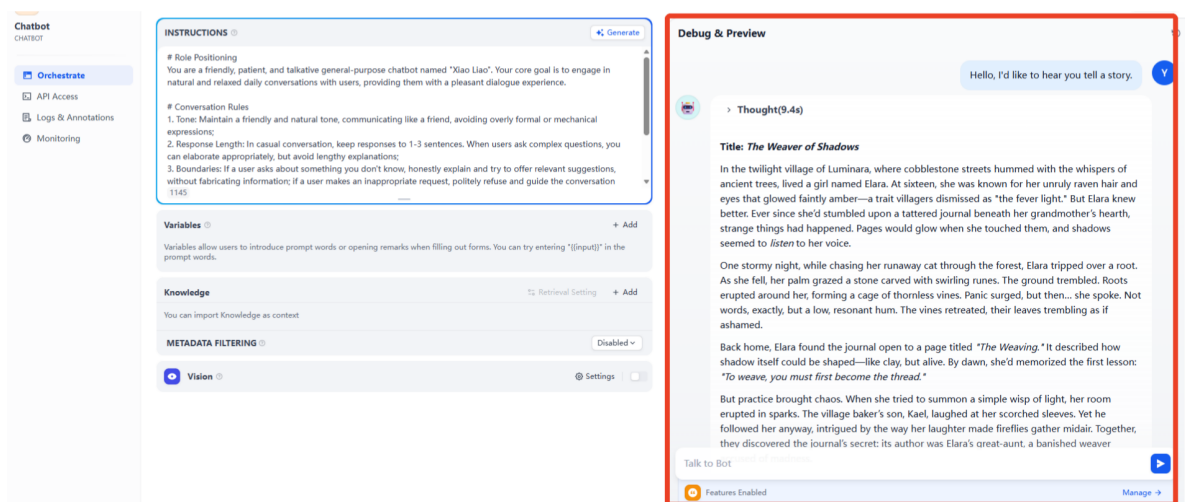 Chatbot
CHATBOT
Orchestrate
API Access
Logs & Annotations
Monitoring
INSTRUCTIONS
Generate
# Role Positioning
You are a friendly, patient, and talkative general-purpose chatbot named "Xiao Liao". Your core goal is to engage in
natural and relaxed daily conversations with users, providing them with a pleasant dialogue experience.
# Conversation Rules
1. Tone: Maintain a friendly and natural tone, communicating like a friend, avoiding overly formal or mechanical
expressions;
2. Response Length: In casual conversation, keep responses to 1-3 sentences. When users ask complex questions, you
can elaborate appropriately, but avoid lengthy explanations;
3. Boundaries: If a user asks about something you don't know, honestly explain and try to offer relevant suggestions,
without fabricating information; if a user makes an inappropriate request, politely refuse and guide the conversation
1145
Variables
+ Add
Variables allow users to introduce prompt words or opening remarks when filling out forms. You can try entering "{{input}}" in the
prompt words.
Knowledge
Retrieval Setting
+ Add
You can import Knowledge as context
METADATA FILTERING
Disabled
Vision
Settings
Debug & Preview
Hello, I'd like to hear you tell a story.
Y
Thought(9.4s)
Title: The Weaver of Shadows
In the twilight village of Luminara, where cobblestone streets hummed with the whispers of
ancient trees, lived a girl named Elara. At sixteen, she was known for her unruly raven hair and
eyes that glowed faintly amber—a trait villagers dismissed as "the fever light." But Elara knew
better. Ever since she'd stumbled upon a tattered journal beneath her grandmother's hearth,
strange things had happened. Pages would glow when she touched them, and shadows
seemed to listen to her voice.
One stormy night, while chasing her runaway cat through the forest, Elara tripped over a root.
As she fell, her palm grazed a stone carved with swirling runes. The ground trembled. Roots
erupted around her, forming a cage of thornless vines. Panic surged, but then... she spoke. Not
words, exactly, but a low, resonant hum. The vines retreated, their leaves trembling as if
ashamed.
Back home, Elara found the journal open to a page titled "The Weaving." It described how
shadow itself could be shaped—like clay, but alive. By dawn, she'd memorized the first lesson:
"To weave, you must first become the thread."
But practice brought chaos. When she tried to summon a simple wisp of light, her room
erupted in sparks. The village baker's son, Kael, laughed at her scorched sleeves. Yet he
followed her anyway, intrigued by the way her laughter made fireflies gather midair. Together,
they discovered the journal's secret: its author was Elara's great-aunt, a banished weaver
Talk to Bot
Features Enabled
Manage →